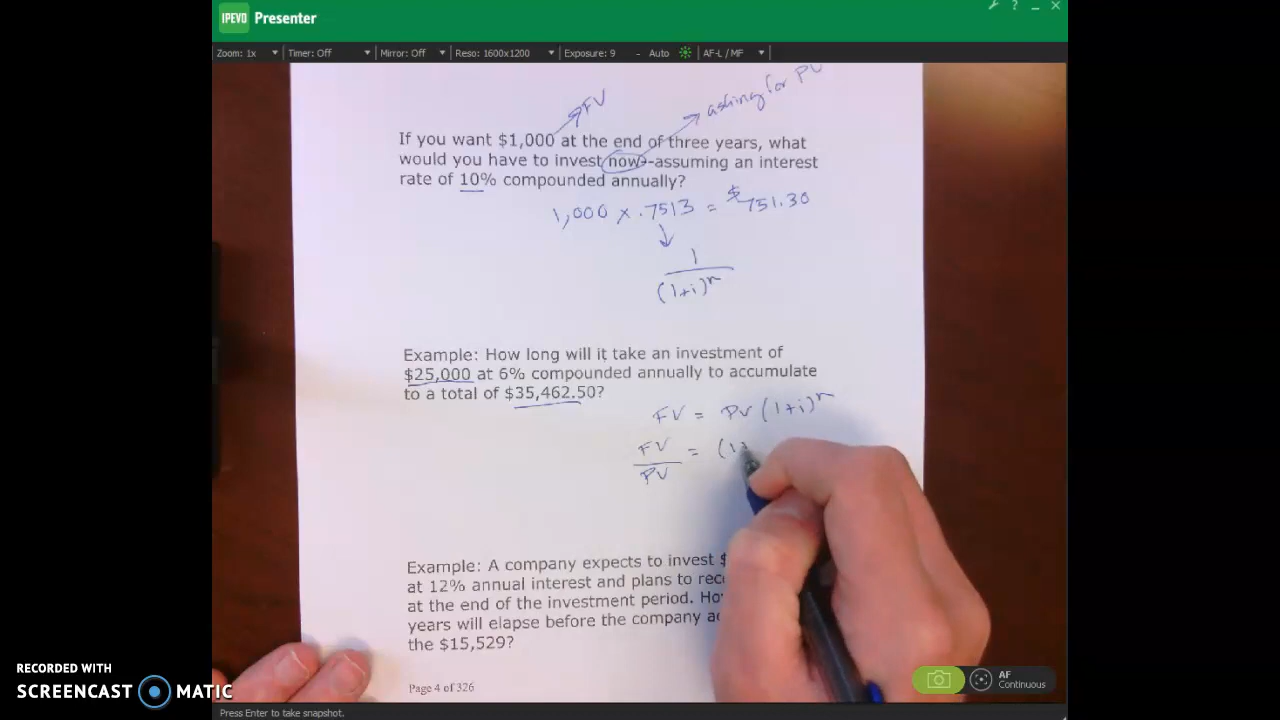 IPEVO Presenter
Zoom: 1x Timer: Off Mirror: Off Reso: 1600x1200 Exposure: 9 - Auto AF-L / MF
FV
asking for PV
If you want $1,000 at the end of three years, what
would you have to invest now--assuming an interest
rate of 10% compounded annually?
1,000 x .7513 = $751.30
1
(1+i)^n
Example: How long will it take an investment of
$25,000 at 6% compounded annually to accumulate
to a total of $35,462.50?
FV = PV (1+i)^n
FV
PV
= (1+
Example: A company expects to invest $
at 12% annual interest and plans to rec
at the end of the investment period. Ho
years will elapse before the company a
the $15,529?
Page 4 of 326
RECORDED WITH
SCREENCAST MATIC
AF
Continuous
Press Enter to take snapshot.